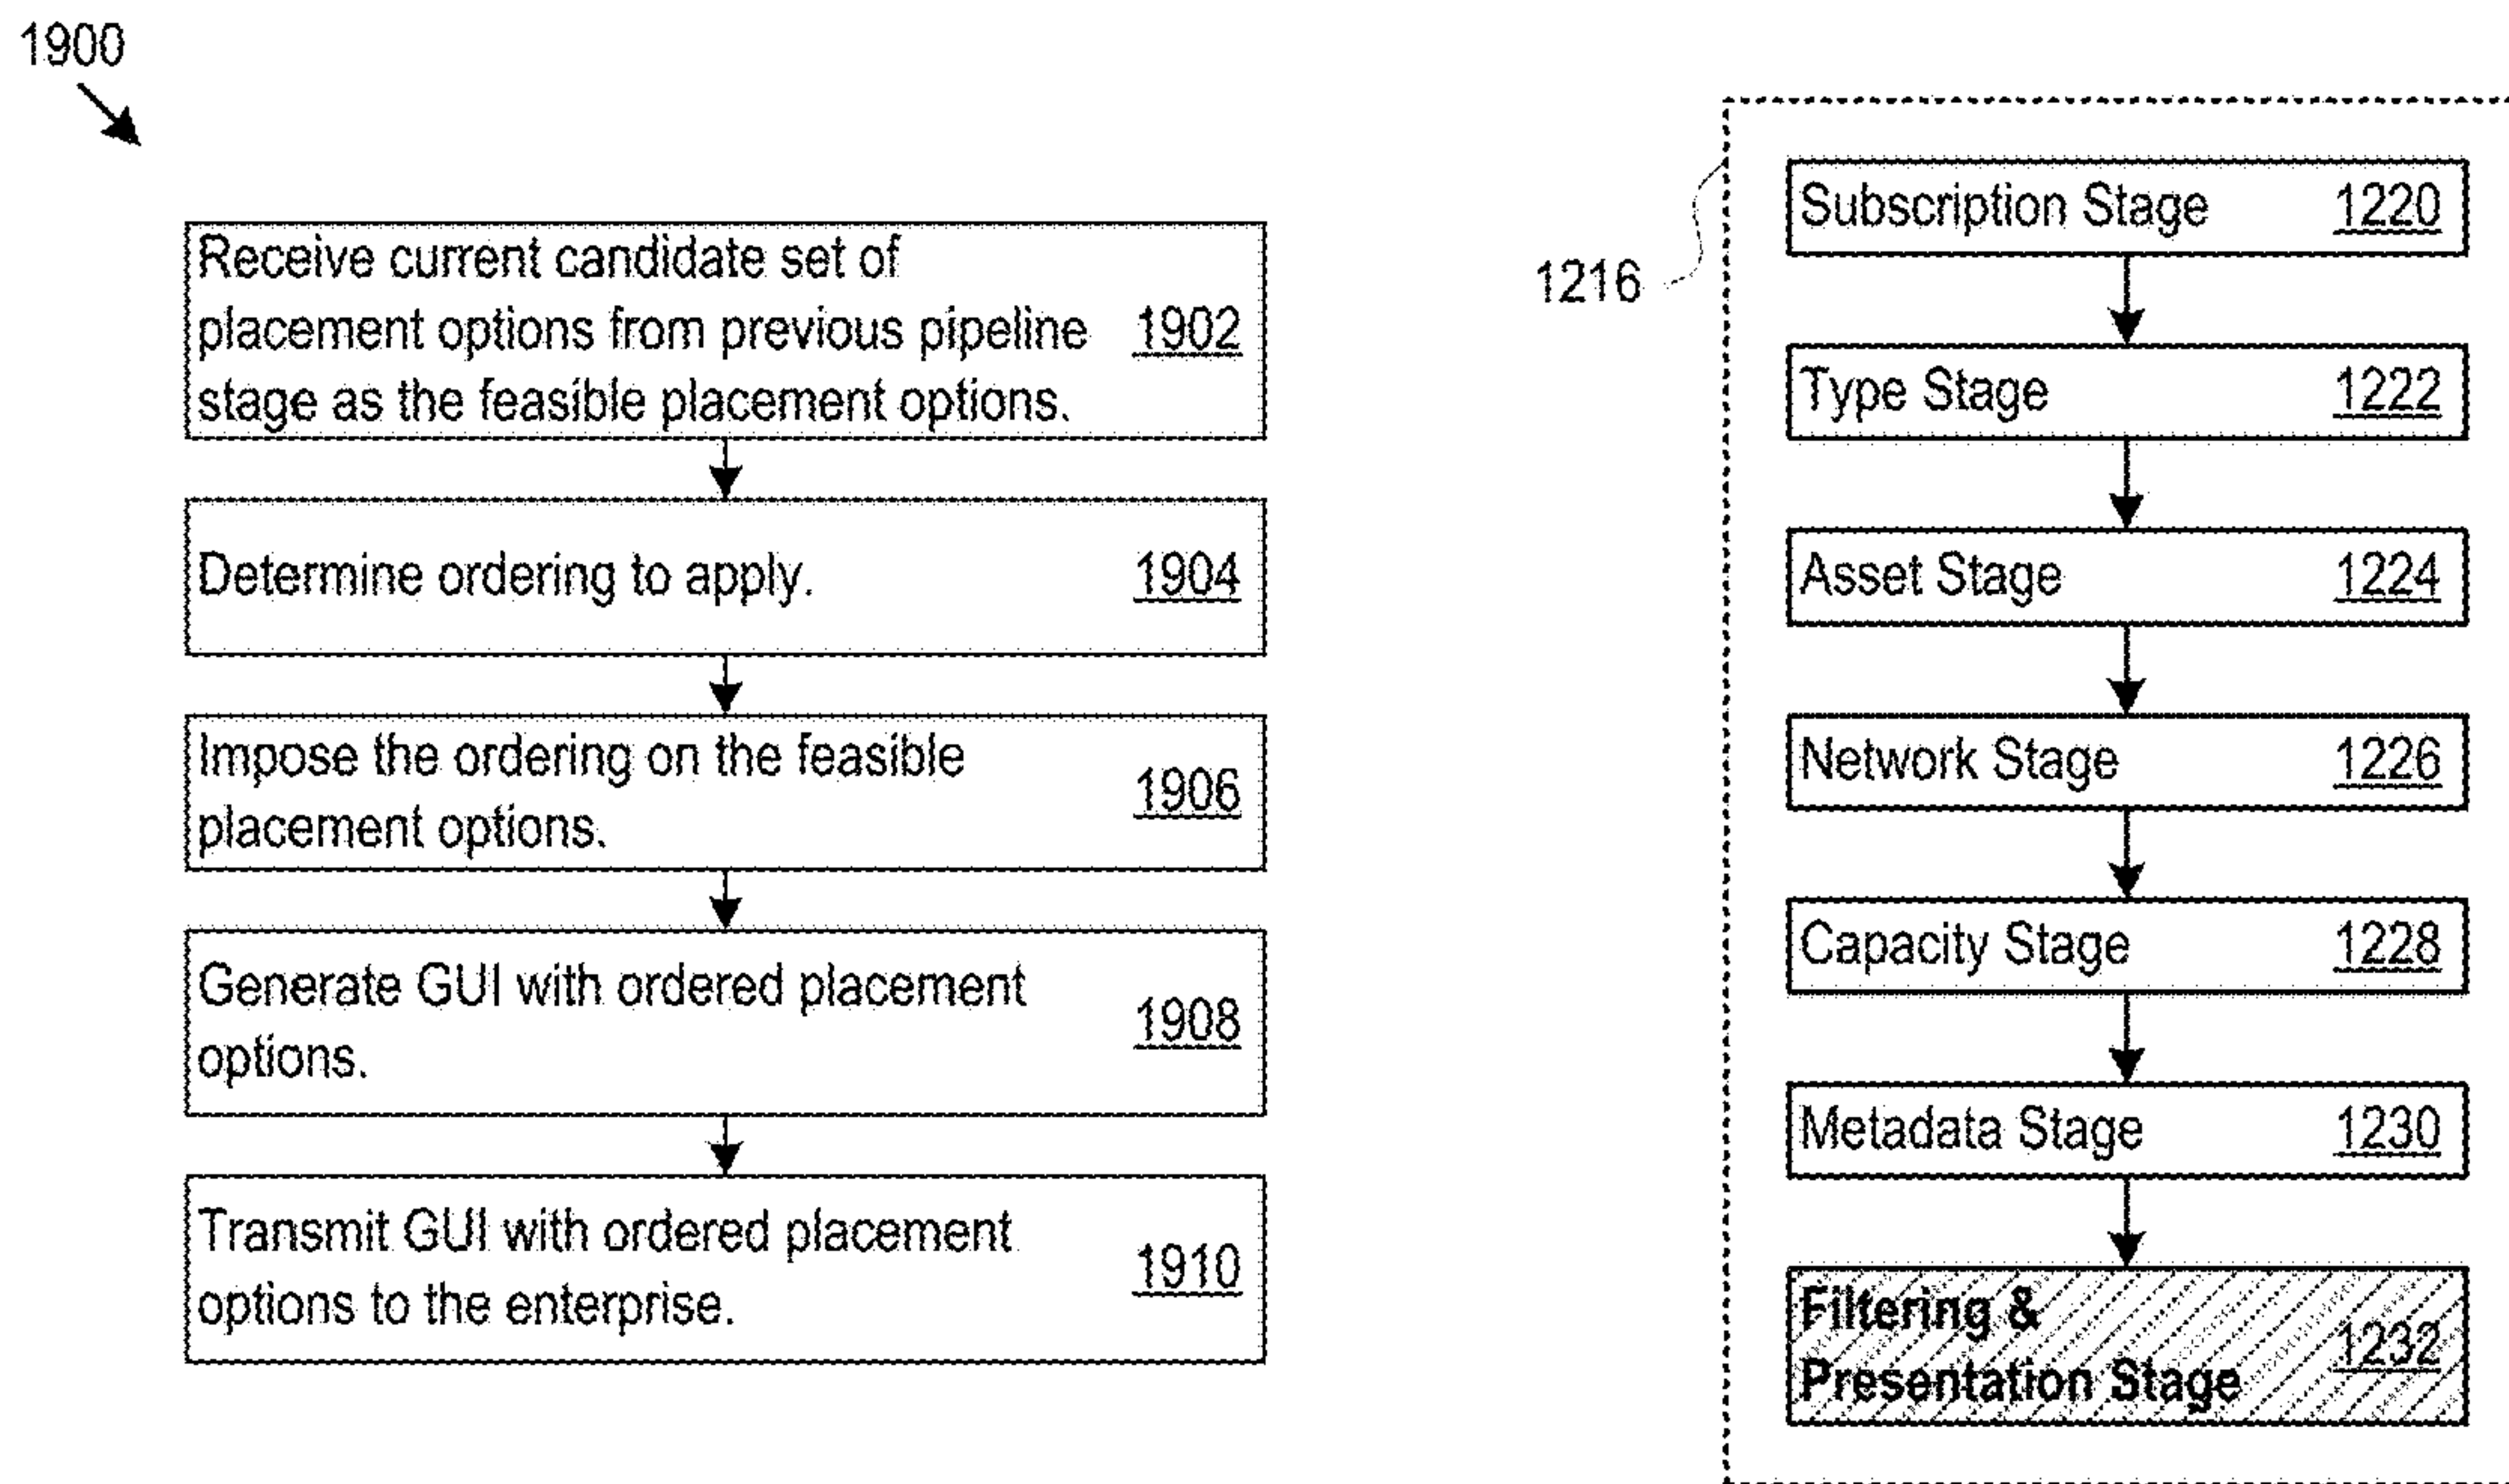 1900
Receive current candidate set of
placement options from previous pipeline 1902
stage as the feasible placement options.
Determine ordering to apply. 1904
Impose the ordering on the feasible
placement options. 1906
Generate GUI with ordered placement
options. 1908
Transmit GUI with ordered placement
options to the enterprise. 1910
1216
Subscription Stage 1220
Type Stage 1222
Asset Stage 1224
Network Stage 1226
Capacity Stage 1228
Metadata Stage 1230
Filtering &
Presentation Stage 1232